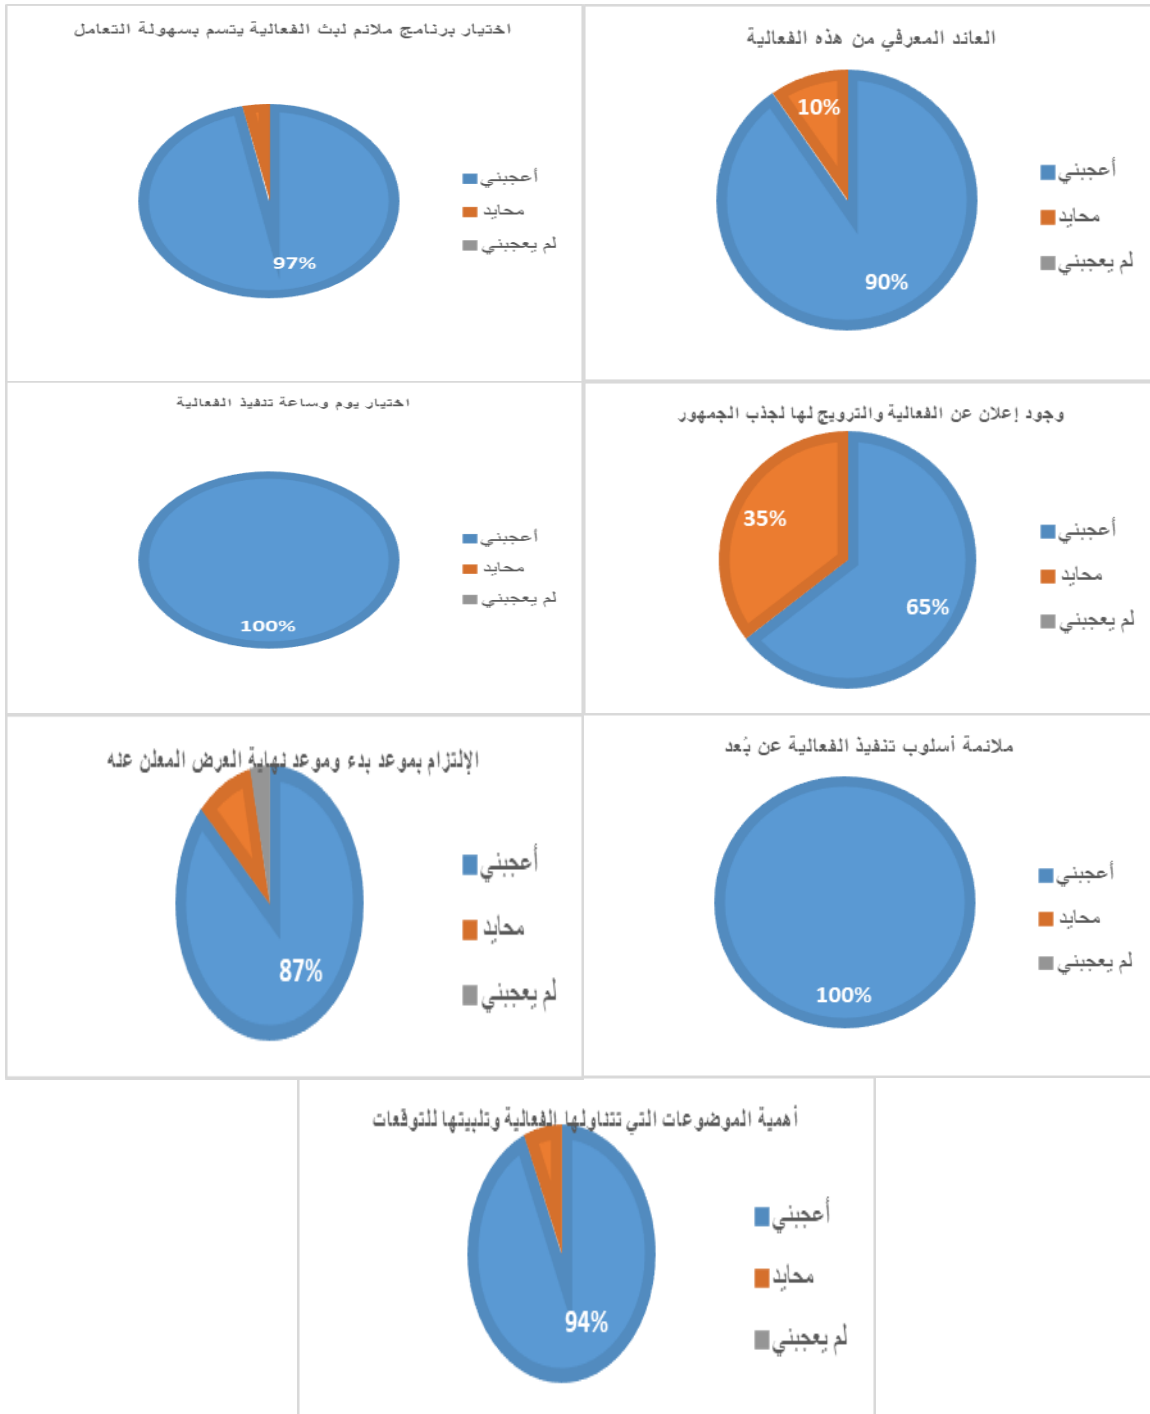 العائد المعرفي من هذه الفعالية
10%
90%
أعجبني
محايد
لم يعجبني
اختيار برنامج ملائم لبث الفعالية يتسم بسهولة التعامل
97%
أعجبني
محايد
لم يعجبني
وجود إعلان عن الفعالية والترويج لها لجذب الجمهور
35%
65%
أعجبني
محايد
لم يعجبني
اختيار يوم وساعة تنفيذ الفعالية
100%
أعجبني
محايد
لم يعجبني
ملائمة أسلوب تنفيذ الفعالية عن بُعد
100%
أعجبني
محايد
لم يعجبني
الإلتزام بموعد بدء وموعد نهاية العرض المعلن عنه
87%
أعجبني
محايد
لم يعجبني
أهمية الموضوعات التي تتناولها الفعالية وتلبيتها للتوقعات
94%
أعجبني
محايد
لم يعجبني